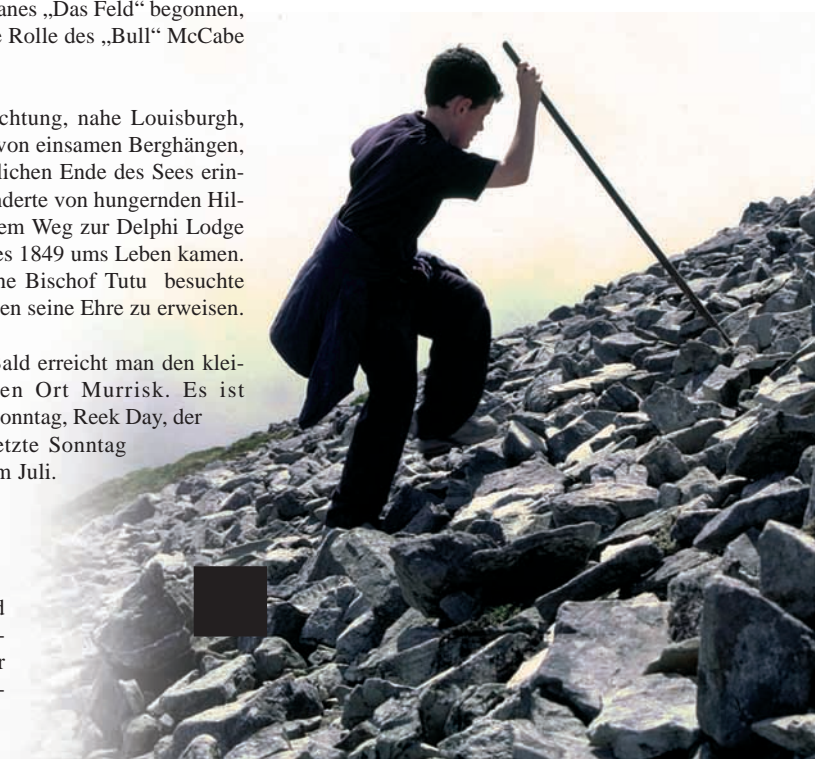 anes „Das Feld“ begonnen,
e Rolle des „Bull“ McCabe
chtung, nahe Louisburgh,
von einsamen Berghängen,
lichen Ende des Sees erin-
nderte von hungernden Hil-
em Weg zur Delphi Lodge
es 1849 ums Leben kamen.
ne Bischof Tutu besuchte
en seine Ehre zu erweisen.
ald erreicht man den klei-
en Ort Murrisk. Es ist
onntag, Reek Day, der
etzte Sonntag
m Juli.
d
-
r
-